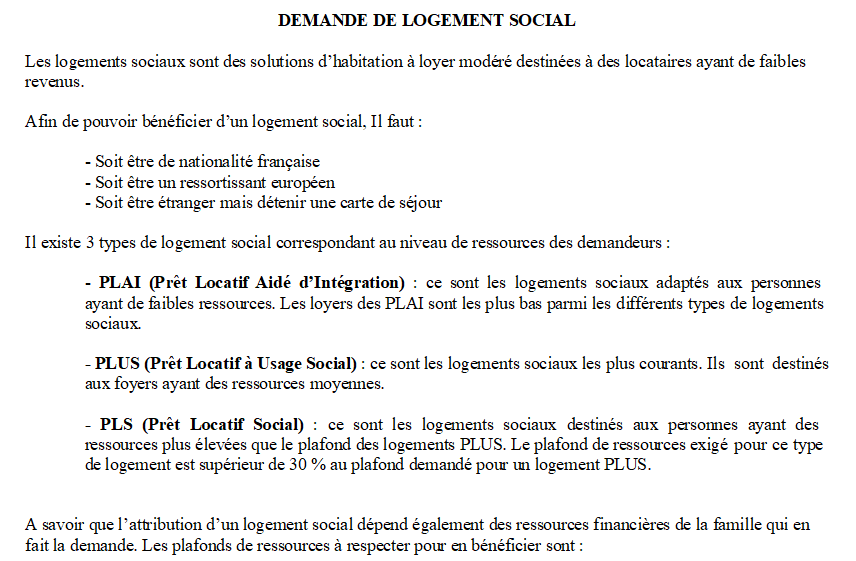 DEMANDE DE LOGEMENT SOCIAL
Les logements sociaux sont des solutions d’habitation à loyer modéré destinées à des locataires ayant de faibles
revenus.
Afin de pouvoir bénéficier d’un logement social, Il faut :
- Soit être de nationalité française
- Soit être un ressortissant européen
- Soit être étranger mais détenir une carte de séjour
Il existe 3 types de logement social correspondant au niveau de ressources des demandeurs :
- PLAI (Prêt Locatif Aidé d’Intégration) : ce sont les logements sociaux adaptés aux personnes
ayant de faibles ressources. Les loyers des PLAI sont les plus bas parmi les différents types de logements
sociaux.
- PLUS (Prêt Locatif à Usage Social) : ce sont les logements sociaux les plus courants. Ils sont destinés
aux foyers ayant des ressources moyennes.
- PLS (Prêt Locatif Social) : ce sont les logements sociaux destinés aux personnes ayant des
ressources plus élevées que le plafond des logements PLUS. Le plafond de ressources exigé pour ce type
de logement est supérieur de 30 % au plafond demandé pour un logement PLUS.
A savoir que l’attribution d’un logement social dépend également des ressources financières de la famille qui en
fait la demande. Les plafonds de ressources à respecter pour en bénéficier sont :